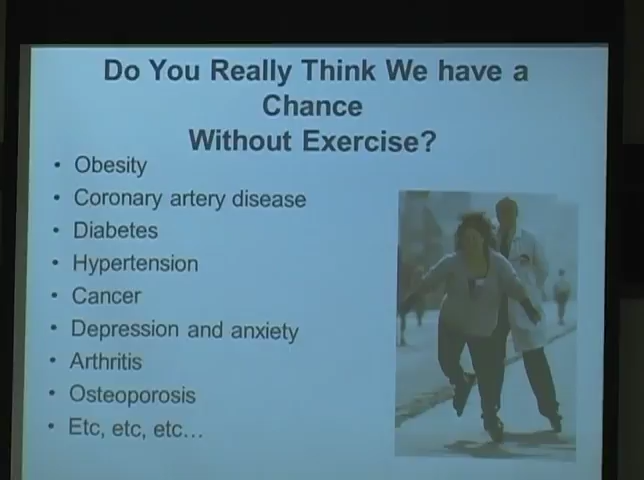 Do You Really Think We have a
Chance
Without Exercise?
• Obesity
• Coronary artery disease
• Diabetes
• Hypertension
• Cancer
• Depression and anxiety
• Arthritis
• Osteoporosis
• Etc, etc, etc...